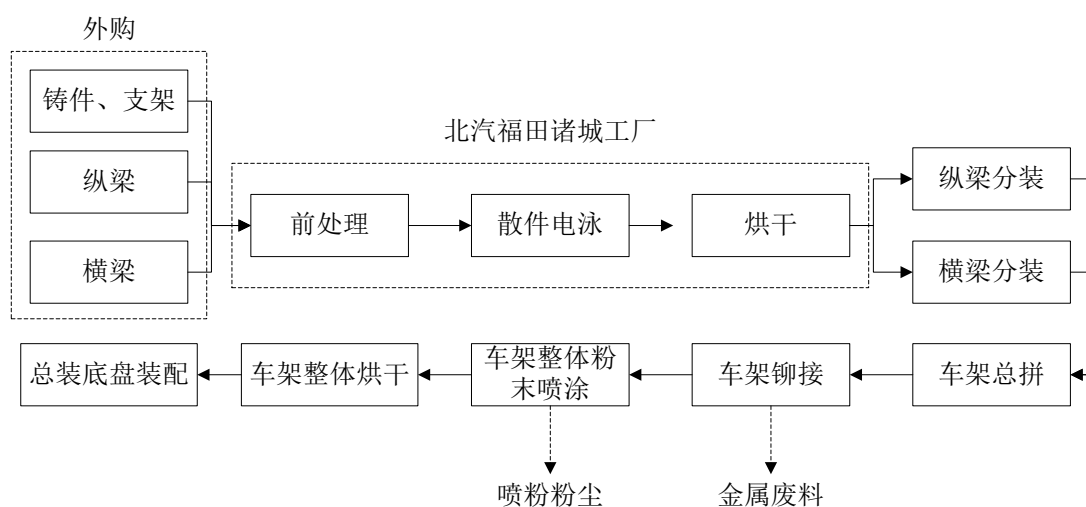 外购
铸件、支架
纵梁
横梁
北汽福田诸城工厂
前处理
散件电泳
烘干
纵梁分装
横梁分装
总装底盘装配
车架整体烘干
车架整体粉
末喷涂
车架铆接
车架总拼
喷粉粉尘
金属废料